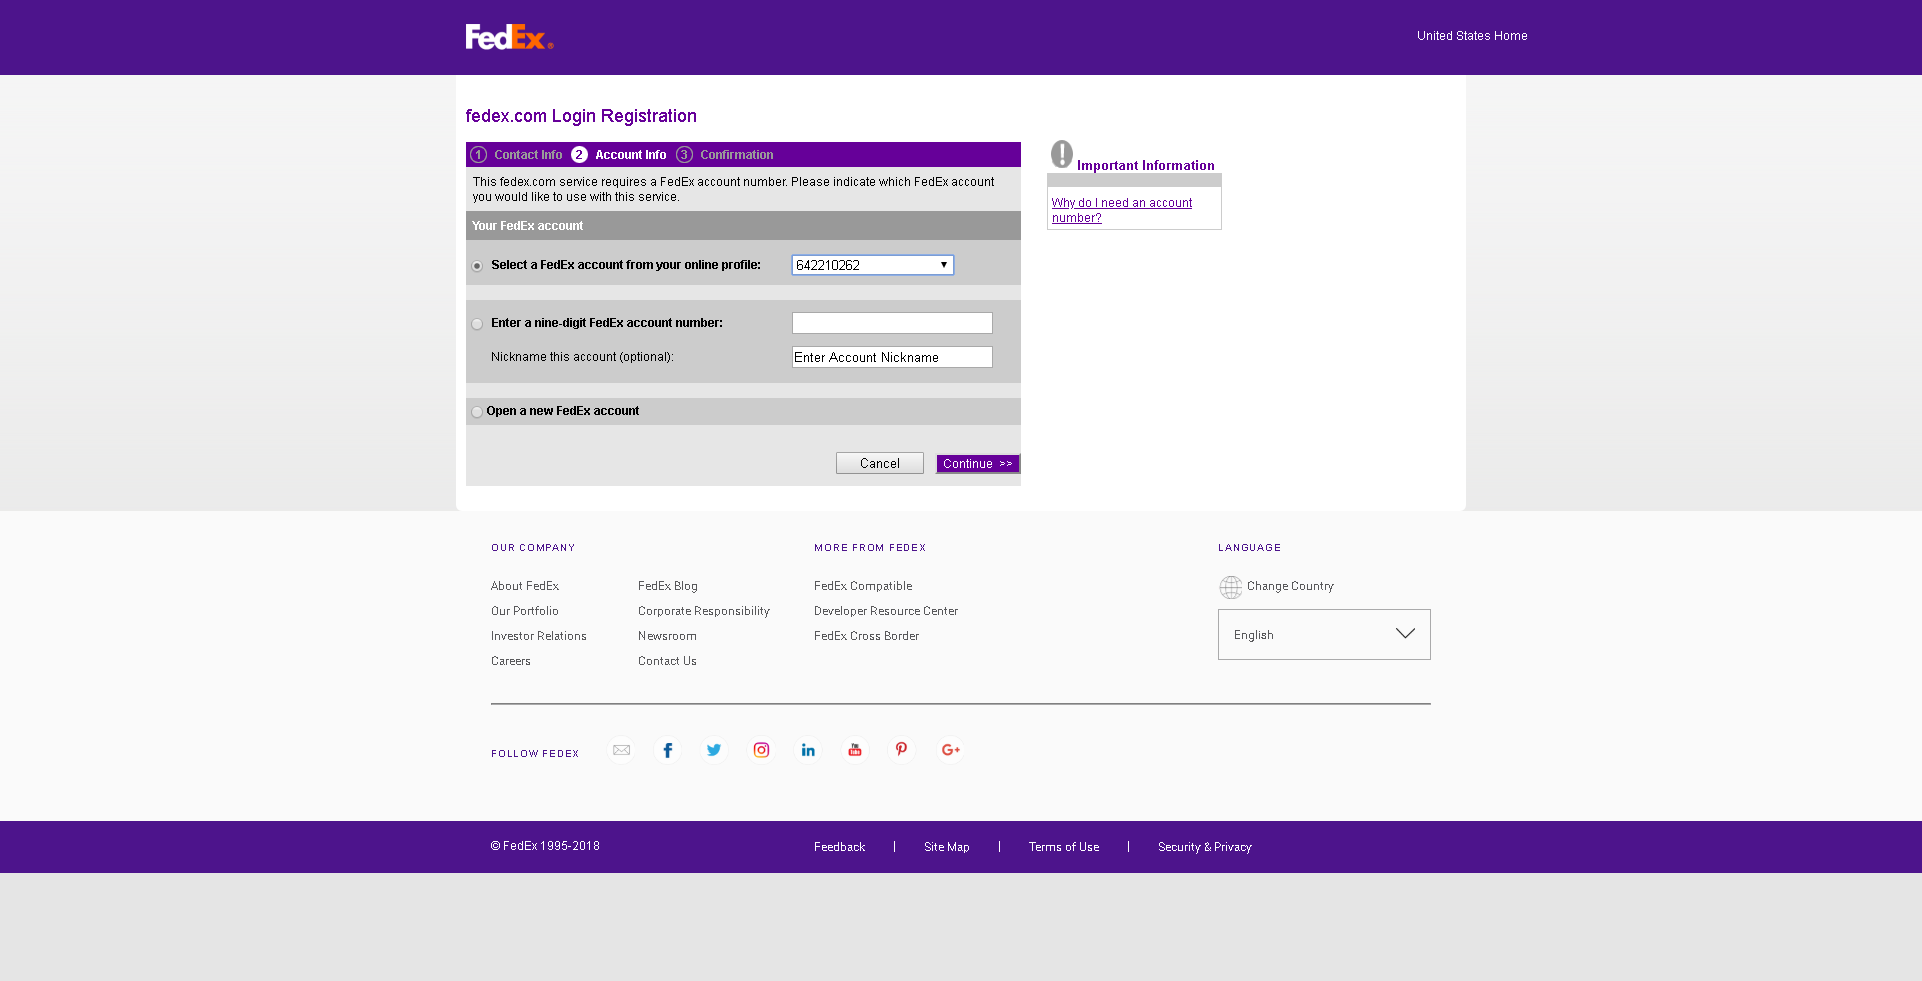 FedEx®
United States Home
fedex.com Login Registration
1 Contact Info 2 Account Info 3 Confirmation
This fedex.com service requires a FedEx account number. Please indicate which FedEx account
you would like to use with this service.
Your FedEx account
Select a FedEx account from your online profile: 642210262
Enter a nine-digit FedEx account number:
Nickname this account (optional): Enter Account Nickname
Open a new FedEx account
Cancel Continue >>
! Important Information
Why do I need an account
number?
OUR COMPANY
About FedEx
Our Portfolio
Investor Relations
Careers
FedEx Blog
Corporate Responsibility
Newsroom
Contact Us
MORE FROM FEDEX
FedEx Compatible
Developer Resource Center
FedEx Cross Border
LANGUAGE
Change Country
English
FOLLOW FEDEX
© FedEx 1995-2018
Feedback | Site Map | Terms of Use | Security & Privacy